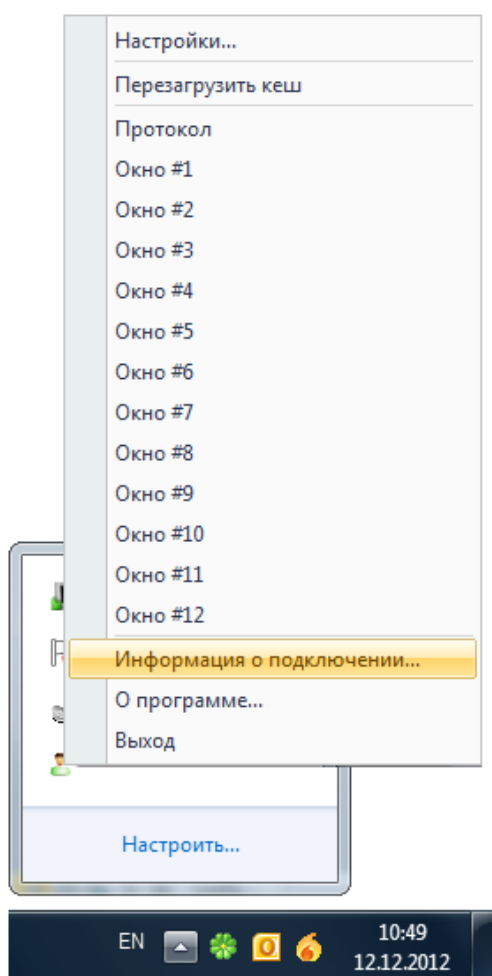 Настройки...
Перезагрузить кеш
Протокол
Окно #1
Окно #2
Окно #3
Окно #4
Окно #5
Окно #6
Окно #7
Окно #8
Окно #9
Окно #10
Окно #11
Окно #12
Информация о подключении...
О программе...
Выход
Настроить...
EN
10:49
12.12.2012